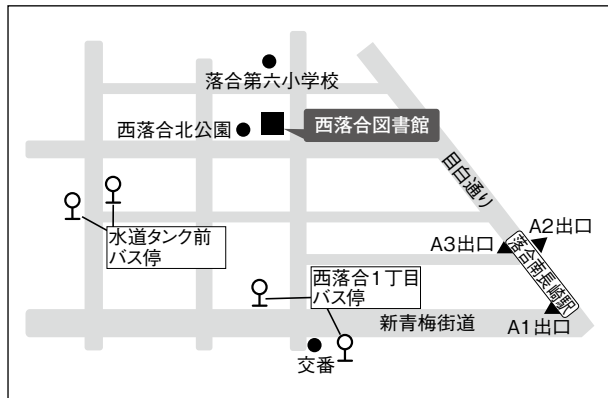 落合第六小学校
西落合北公園
西落合図書館
目白通り
水道タンク前
バス停
A2出口
A3出口
落合南長崎駅
西落合1丁目
バス停
新青梅街道
A1出口
交番